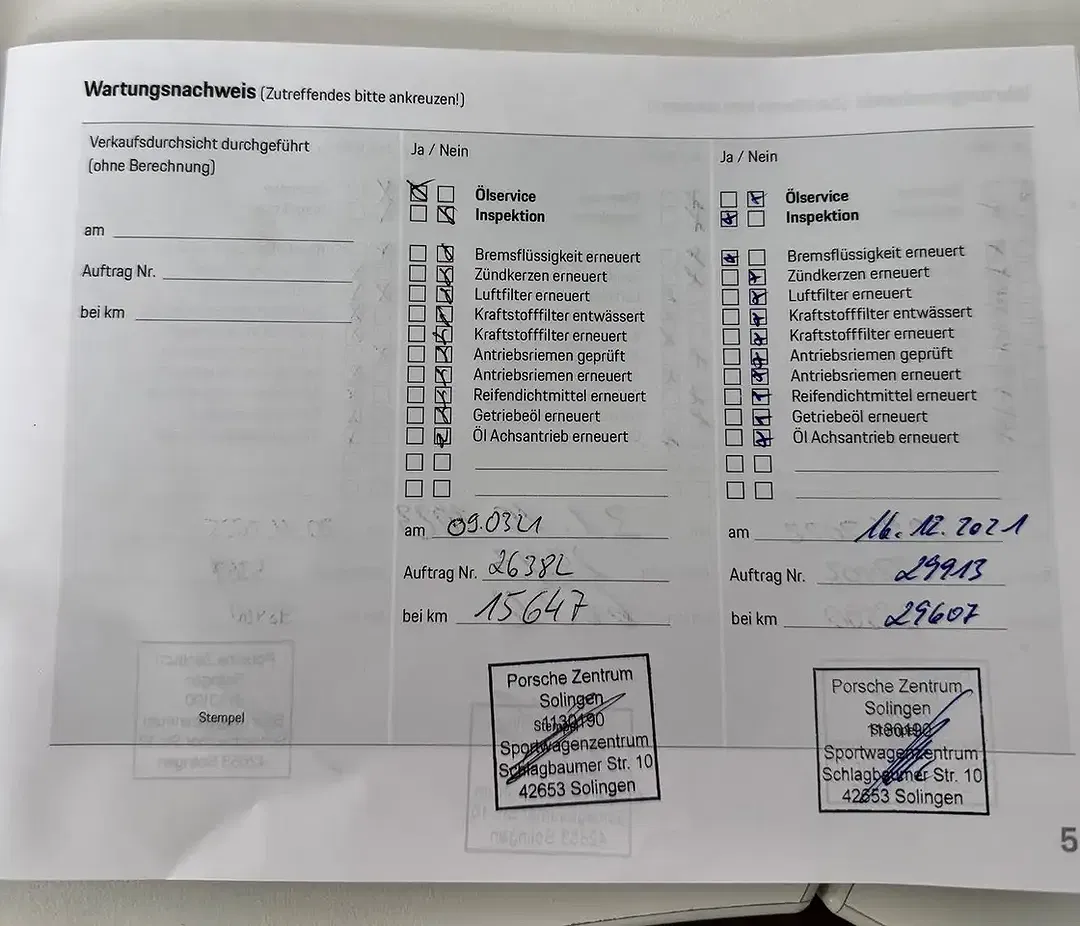 Wartungsnachweis (Zutreffendes bitte ankreuzen!)
Verkaufsdurchsicht durchgeführt
(ohne Berechnung)
am
Auftrag Nr.
bei km
Stempel
Ja / Nein
Ölservice
Inspektion
Bremsflüssigkeit erneuert
Zündkerzen erneuert
Luftfilter erneuert
Kraftstofffilter entwässert
Kraftstofffilter erneuert
Antriebsriemen geprüft
Antriebsriemen erneuert
Reifendichtmittel erneuert
Getriebeöl erneuert
Öl Achsantrieb erneuert
am 09.0321
Auftrag Nr. 26382
bei km 15647
Porsche Zentrum
Solingen
1130190
Sportwagenzentrum
Schlagbaumer Str. 10
42653 Solingen
Ja / Nein
Ölservice
Inspektion
Bremsflüssigkeit erneuert
Zündkerzen erneuert
Luftfilter erneuert
Kraftstofffilter entwässert
Kraftstofffilter erneuert
Antriebsriemen geprüft
Antriebsriemen erneuert
Reifendichtmittel erneuert
Getriebeöl erneuert
Öl Achsantrieb erneuert
am 16.12.2021
Auftrag Nr. 29913
bei km 29607
Porsche Zentrum
Solingen
Sportwagenzentrum
Schlagbaumer Str. 10
42653 Solingen
5